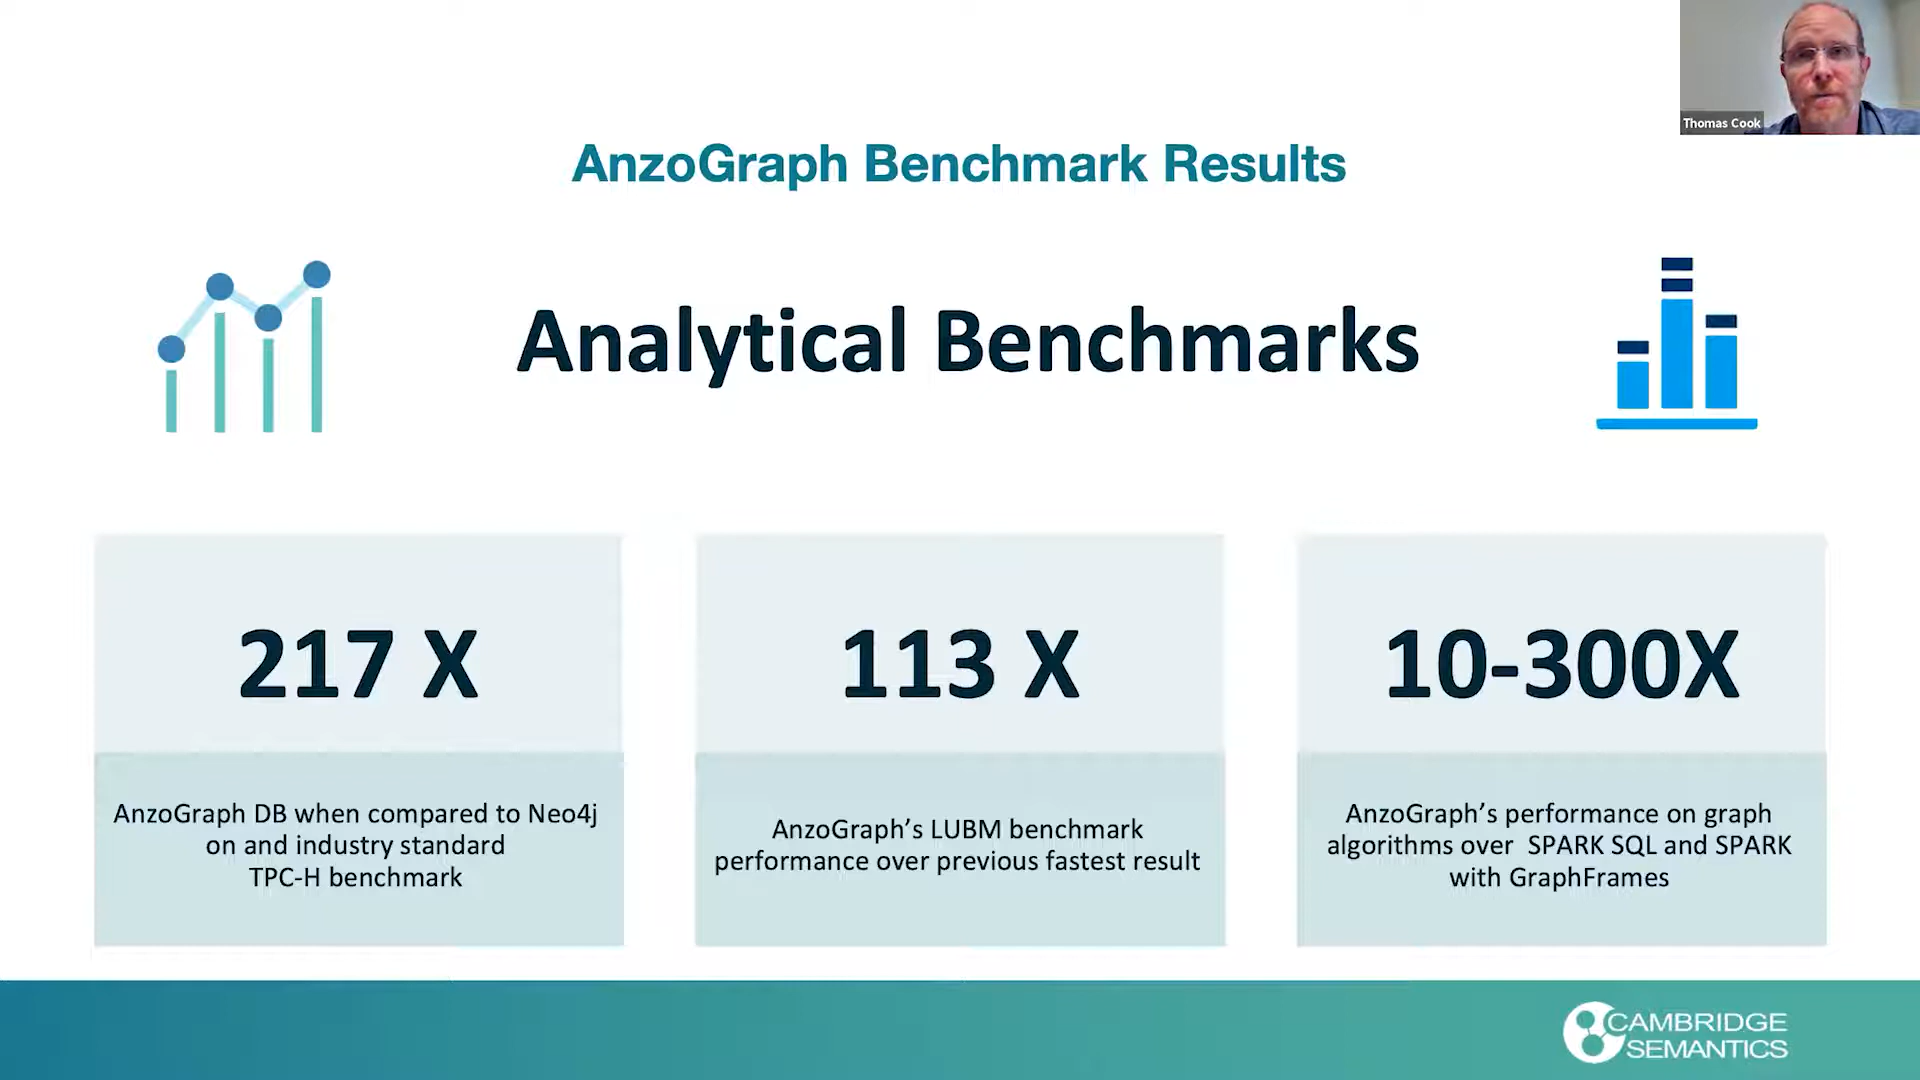 Thomas Cook
AnzoGraph Benchmark Results
Analytical Benchmarks
217 X
AnzoGraph DB when compared to Neo4j
on and industry standard
TPC-H benchmark
113 X
AnzoGraph’s LUBM benchmark
performance over previous fastest result
10-300X
AnzoGraph’s performance on graph
algorithms over SPARK SQL and SPARK
with GraphFrames
CAMBRIDGE
SEMANTICS